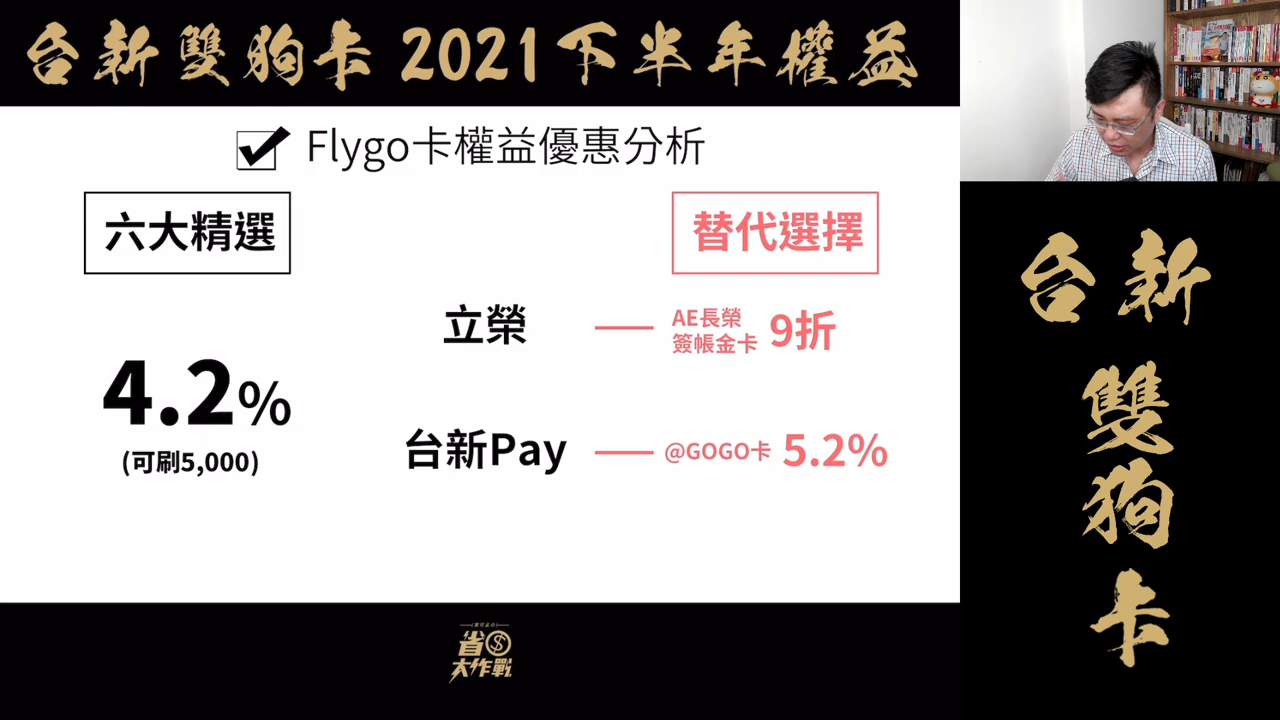 台新雙狗卡 2021下半年權益
Flygo卡權益優惠分析
六大精選
替代選擇
立榮
AE長榮
簽帳金卡
9折
4.2%
(可刷5,000)
台新Pay
@GOGO卡
5.2%
台新
雙
狗
卡
省
大作戰